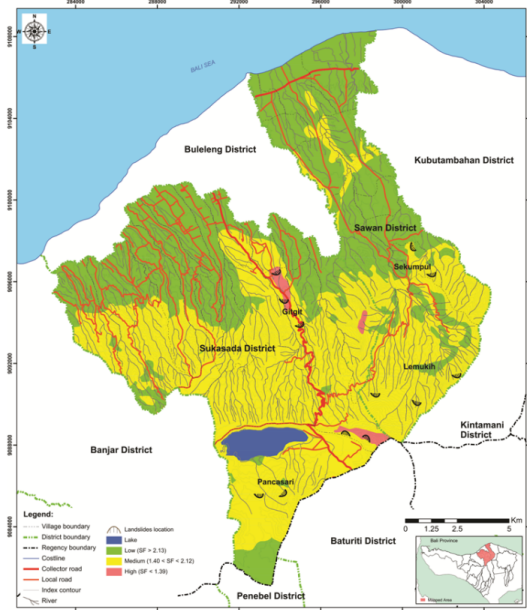 284000
288000
292000
296000
300000
304000
N
W
E
S
9108000
BALI SEA
9104000
Buleleng District
Kubutambahan District
9100000
Sawan District
Sekumpul
9096000
Gitgit
Sukasada District
9092000
Lemukih
Kintamani
District
Banjar District
Pancasari
Baturiti District
Penebel District
Legend:
Village boundary
District boundary
Regency boundary
Costline
Collector road
Local road
Index contour
River
Landslides location
Lake
Low (SF > 2.13)
Medium (1.40 < SF < 2.12)
High (SF < 1.39)
0
1.25
2.5
5
Km
Bali Province